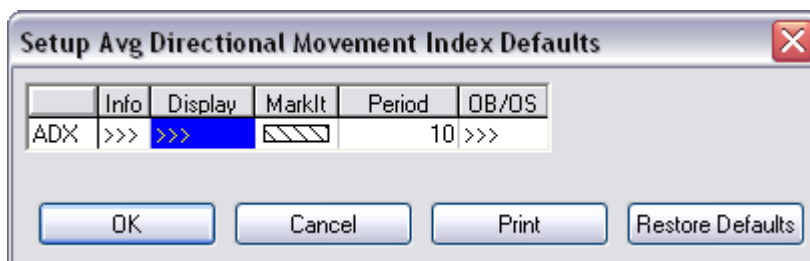 Setup Avg Directional Movement Index Defaults
Info Display MarkIt Period OB/OS
ADX >>> >>> 10 >>>
OK Cancel Print Restore Defaults